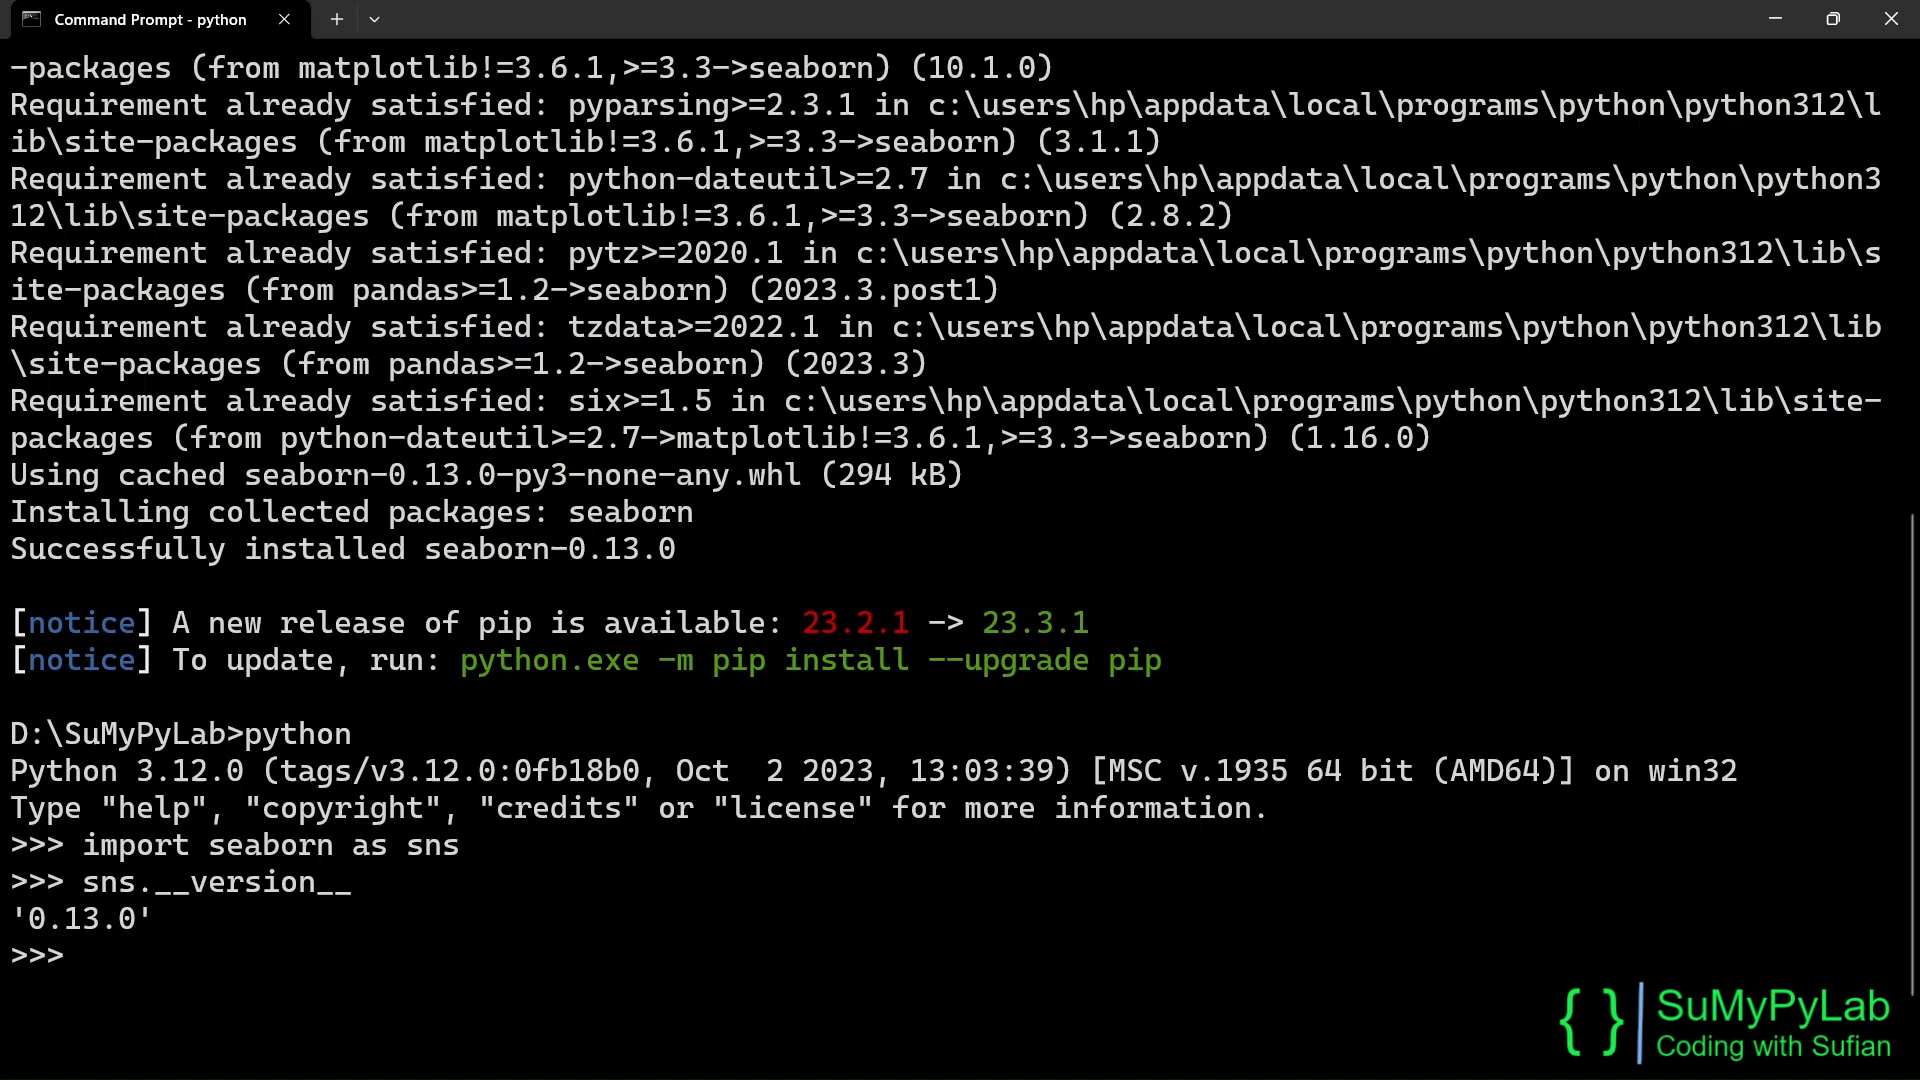 Command Prompt - python
-packages (from matplotlib!=3.6.1,>=3.3->seaborn) (10.1.0)
Requirement already satisfied: pyparsing>=2.3.1 in c:\users\hp\appdata\local\programs\python\python312\l
ib\site-packages (from matplotlib!=3.6.1,>=3.3->seaborn) (3.1.1)
Requirement already satisfied: python-dateutil>=2.7 in c:\users\hp\appdata\local\programs\python\python3
12\lib\site-packages (from matplotlib!=3.6.1,>=3.3->seaborn) (2.8.2)
Requirement already satisfied: pytz>=2020.1 in c:\users\hp\appdata\local\programs\python\python312\lib\s
ite-packages (from pandas>=1.2->seaborn) (2023.3.post1)
Requirement already satisfied: tzdata>=2022.1 in c:\users\hp\appdata\local\programs\python\python312\lib
\site-packages (from pandas>=1.2->seaborn) (2023.3)
Requirement already satisfied: six>=1.5 in c:\users\hp\appdata\local\programs\python\python312\lib\site-
packages (from python-dateutil>=2.7->matplotlib!=3.6.1,>=3.3->seaborn) (1.16.0)
Using cached seaborn-0.13.0-py3-none-any.whl (294 kB)
Installing collected packages: seaborn
Successfully installed seaborn-0.13.0
[notice] A new release of pip is available: 23.2.1 -> 23.3.1
[notice] To update, run: python.exe -m pip install --upgrade pip
D:\SuMyPyLab>python
Python 3.12.0 (tags/v3.12.0:0fb18b0, Oct  2 2023, 13:03:39) [MSC v.1935 64 bit (AMD64)] on win32
Type "help", "copyright", "credits" or "license" for more information.
>>> import seaborn as sns
>>> sns.__version__
'0.13.0'
>>>
{ } SuMyPyLab
Coding with Sufian